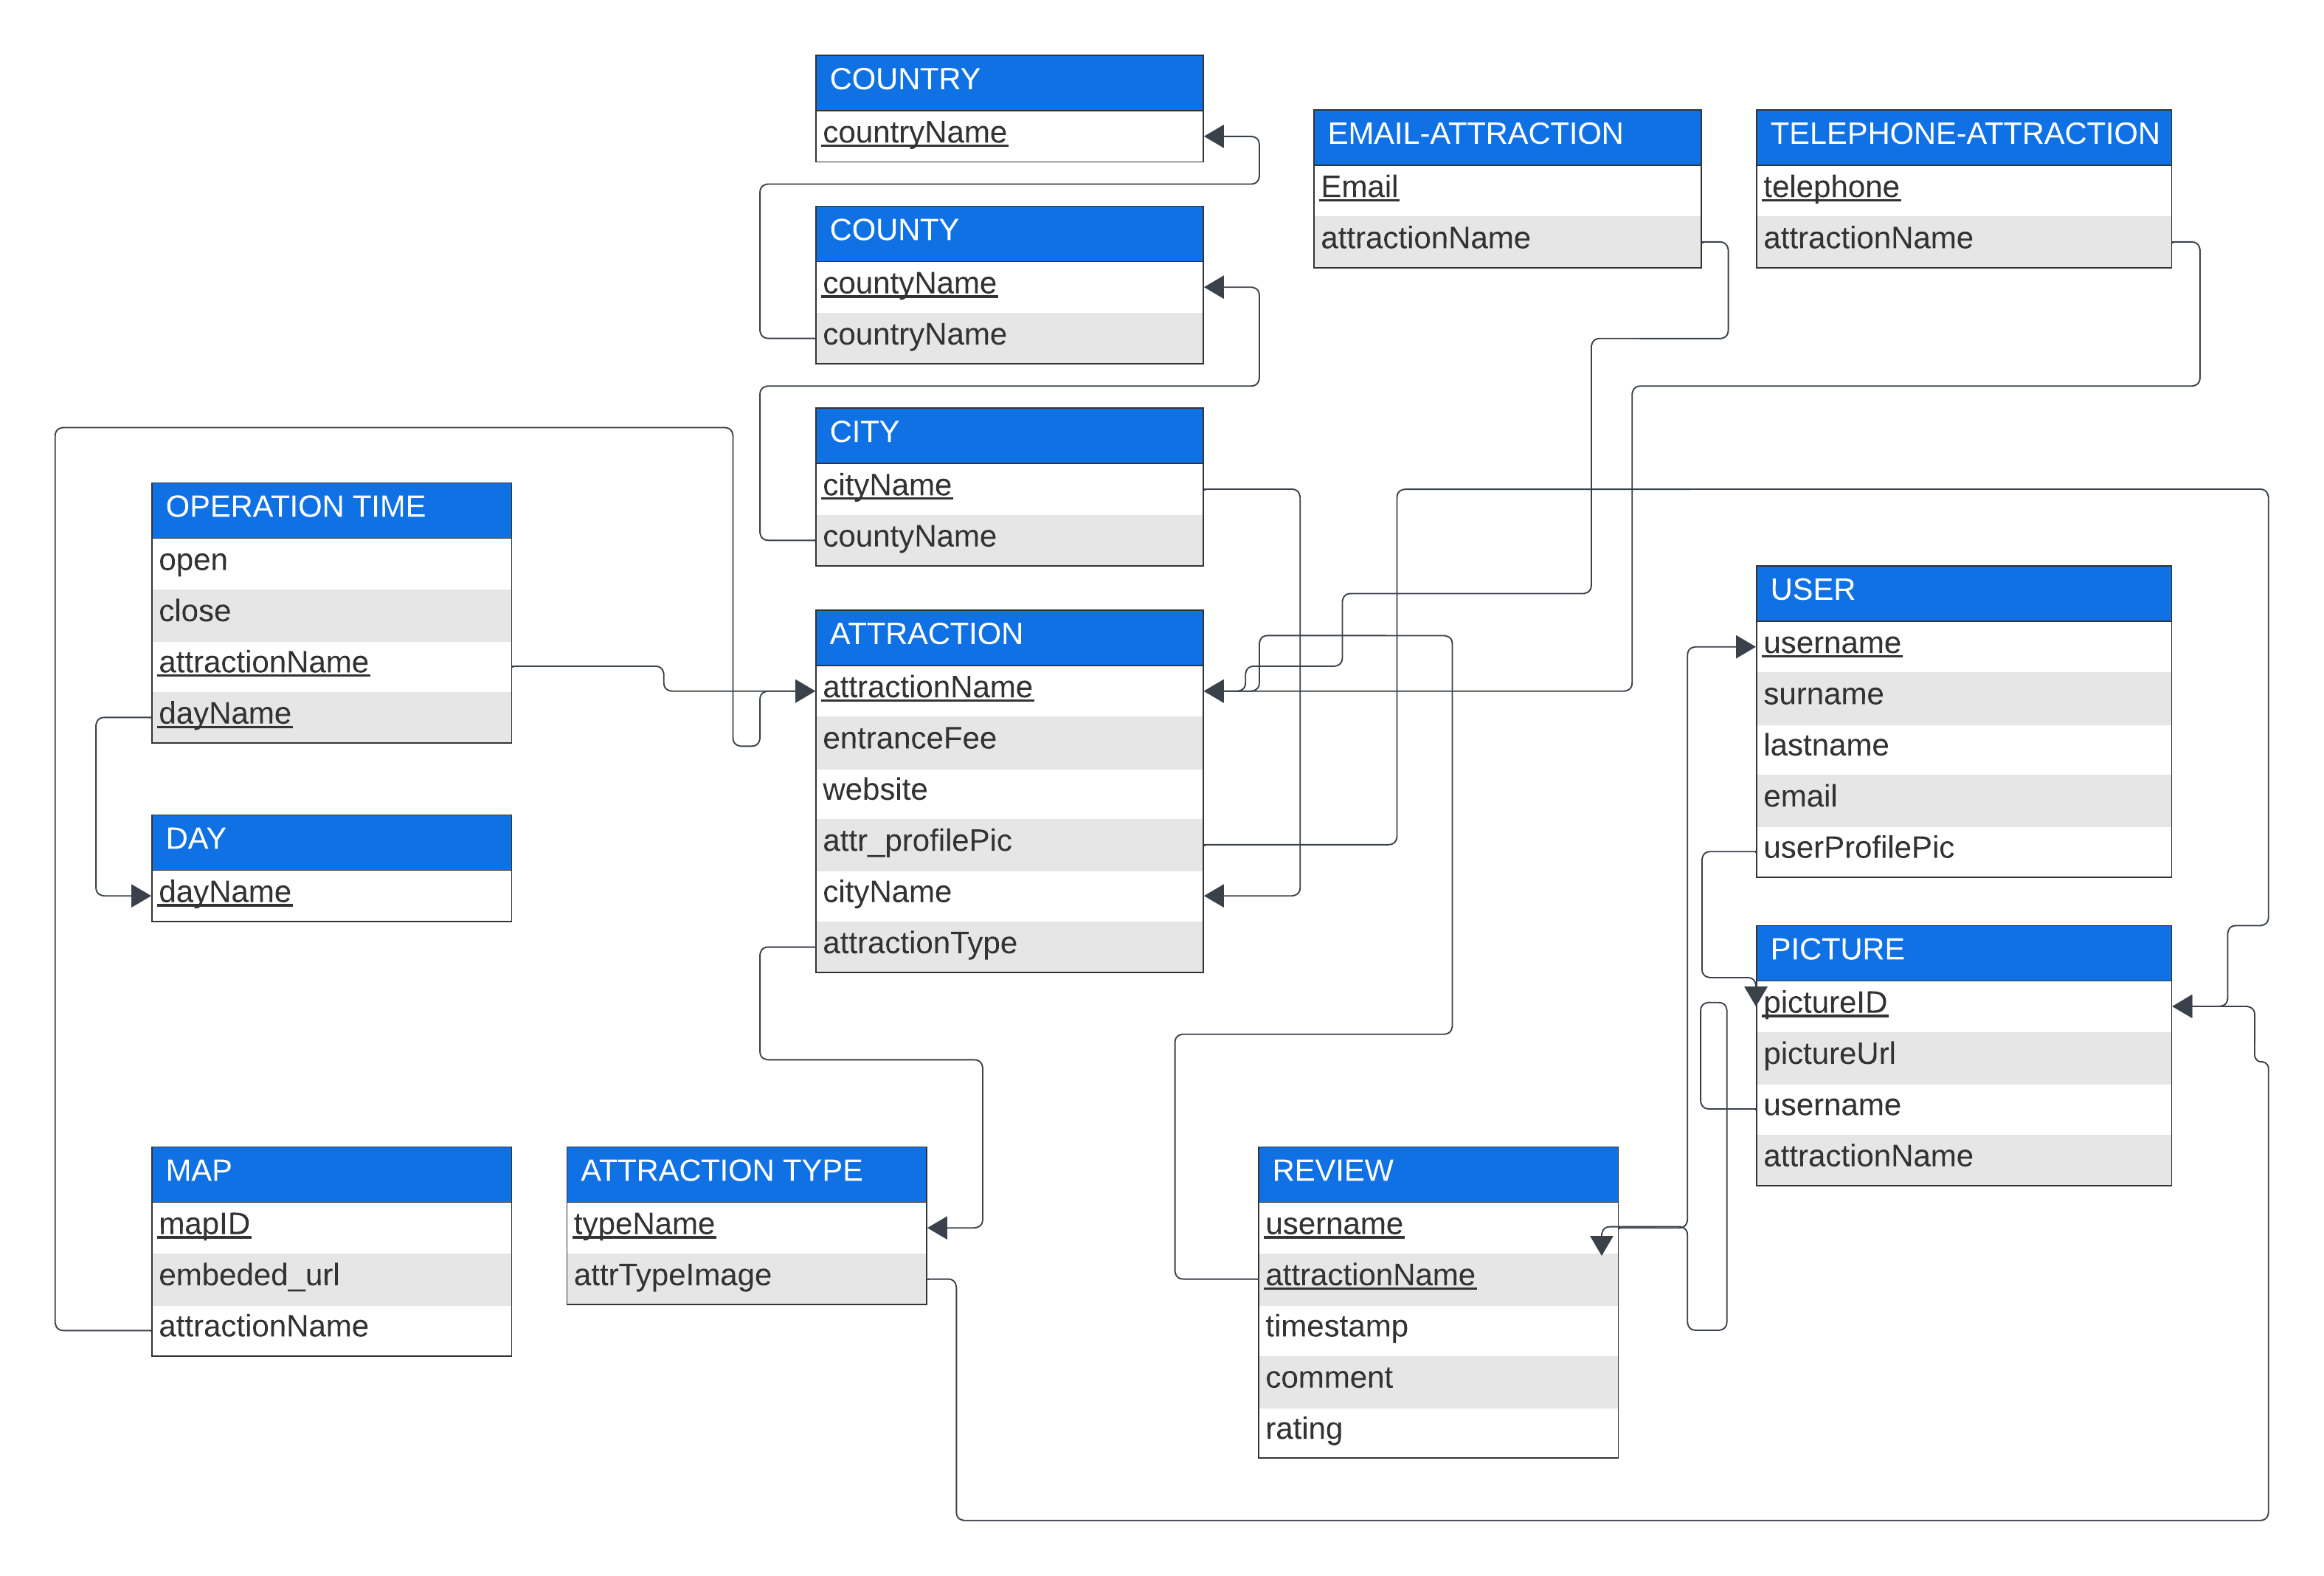 COUNTRY
countryName
EMAIL-ATTRACTION
Email
attractionName
TELEPHONE-ATTRACTION
telephone
attractionName
COUNTY
countyName
countryName
CITY
cityName
countyName
OPERATION TIME
open
close
attractionName
dayName
ATTRACTION
attractionName
entranceFee
website
attr_profilePic
cityName
attractionType
USER
username
surname
lastname
email
userProfilePic
DAY
dayName
PICTURE
pictureID
pictureUrl
username
attractionName
MAP
mapID
embeded_url
attractionName
ATTRACTION TYPE
typeName
attrTypeImage
REVIEW
username
attractionName
timestamp
comment
rating